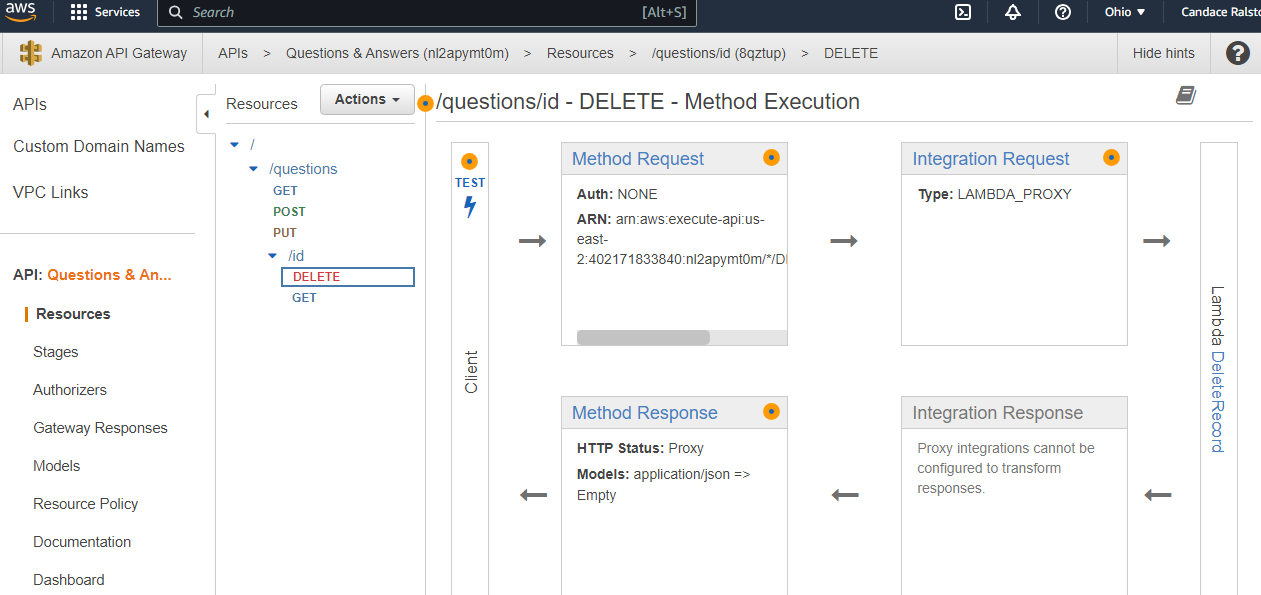 aws
Services
Search
[Alt+S]
Ohio
Candace Ralsto
Amazon API Gateway
APIs > Questions & Answers (nl2apymt0m) > Resources > /questions/id (8qztup) > DELETE
Hide hints
APIs
Custom Domain Names
VPC Links
API: Questions & An...
Resources
Stages
Authorizers
Gateway Responses
Models
Resource Policy
Documentation
Dashboard
Resources
Actions
/
/questions
GET
POST
PUT
/id
DELETE
GET
/questions/id - DELETE - Method Execution
TEST
Client
Method Request
Auth: NONE
ARN: arn:aws:execute-api:us-
east-
2:402171833840:nl2apymt0m/*/DI
Integration Request
Type: LAMBDA_PROXY
Lambda DeleteRecord
Method Response
HTTP Status: Proxy
Models: application/json =>
Empty
Integration Response
Proxy integrations cannot be
configured to transform
responses.